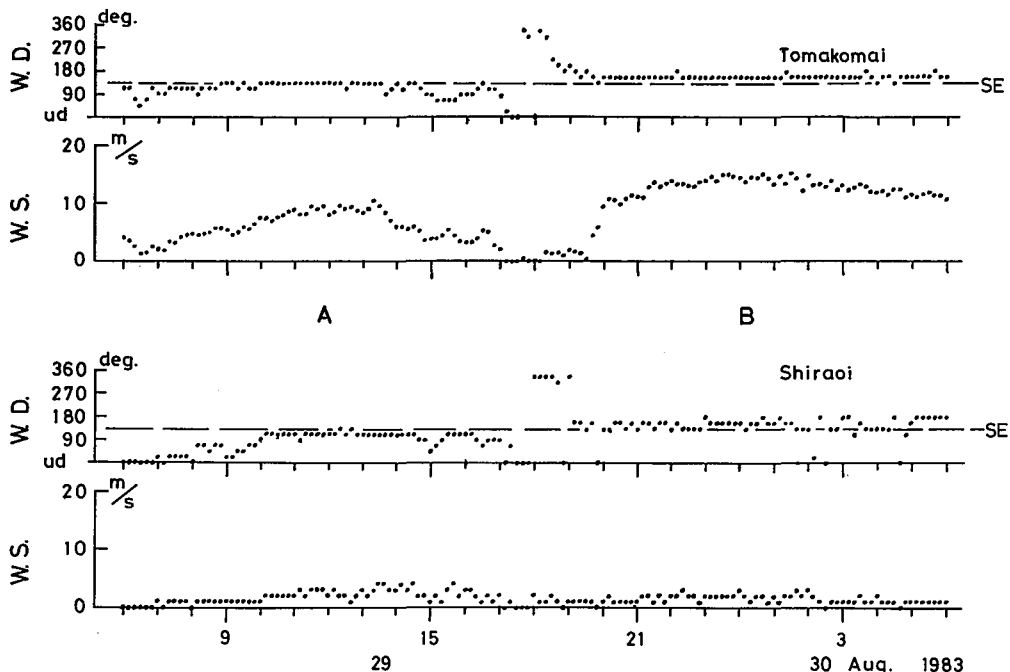 deg.
360
270
180
90
ud
W. D.
Tomakomai
SE
m/s
20
10
0
W. S.
A B
deg.
360
270
180
90
ud
W. D.
Shiraoi
SE
m/s
20
10
0
W. S.
9 15 21 3
29 30 Aug. 1983